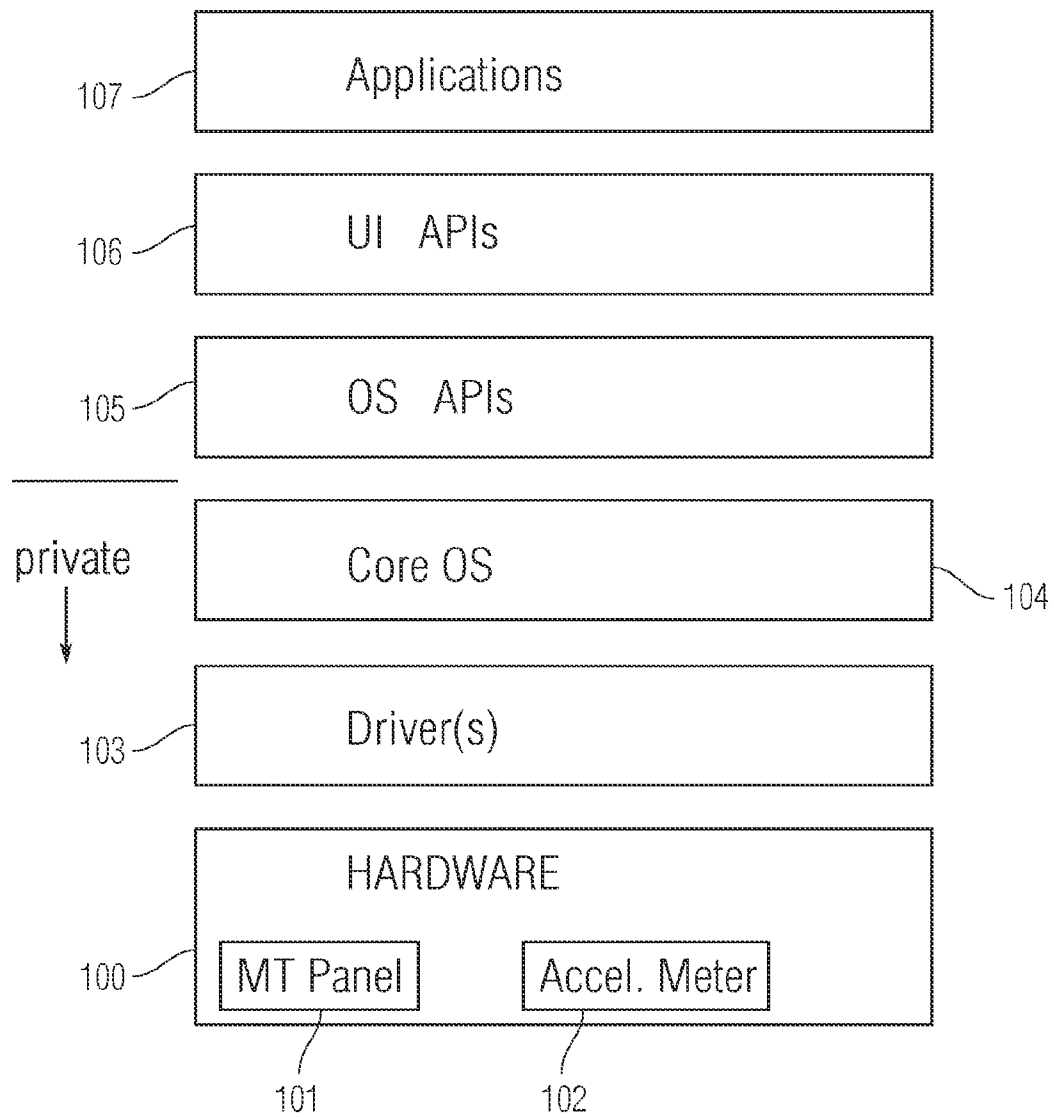 Applications
107
UI APIs
106
OS APIs
105
private
Core OS
104
Driver(s)
103
HARDWARE
100
MT Panel
Accel. Meter
101
102